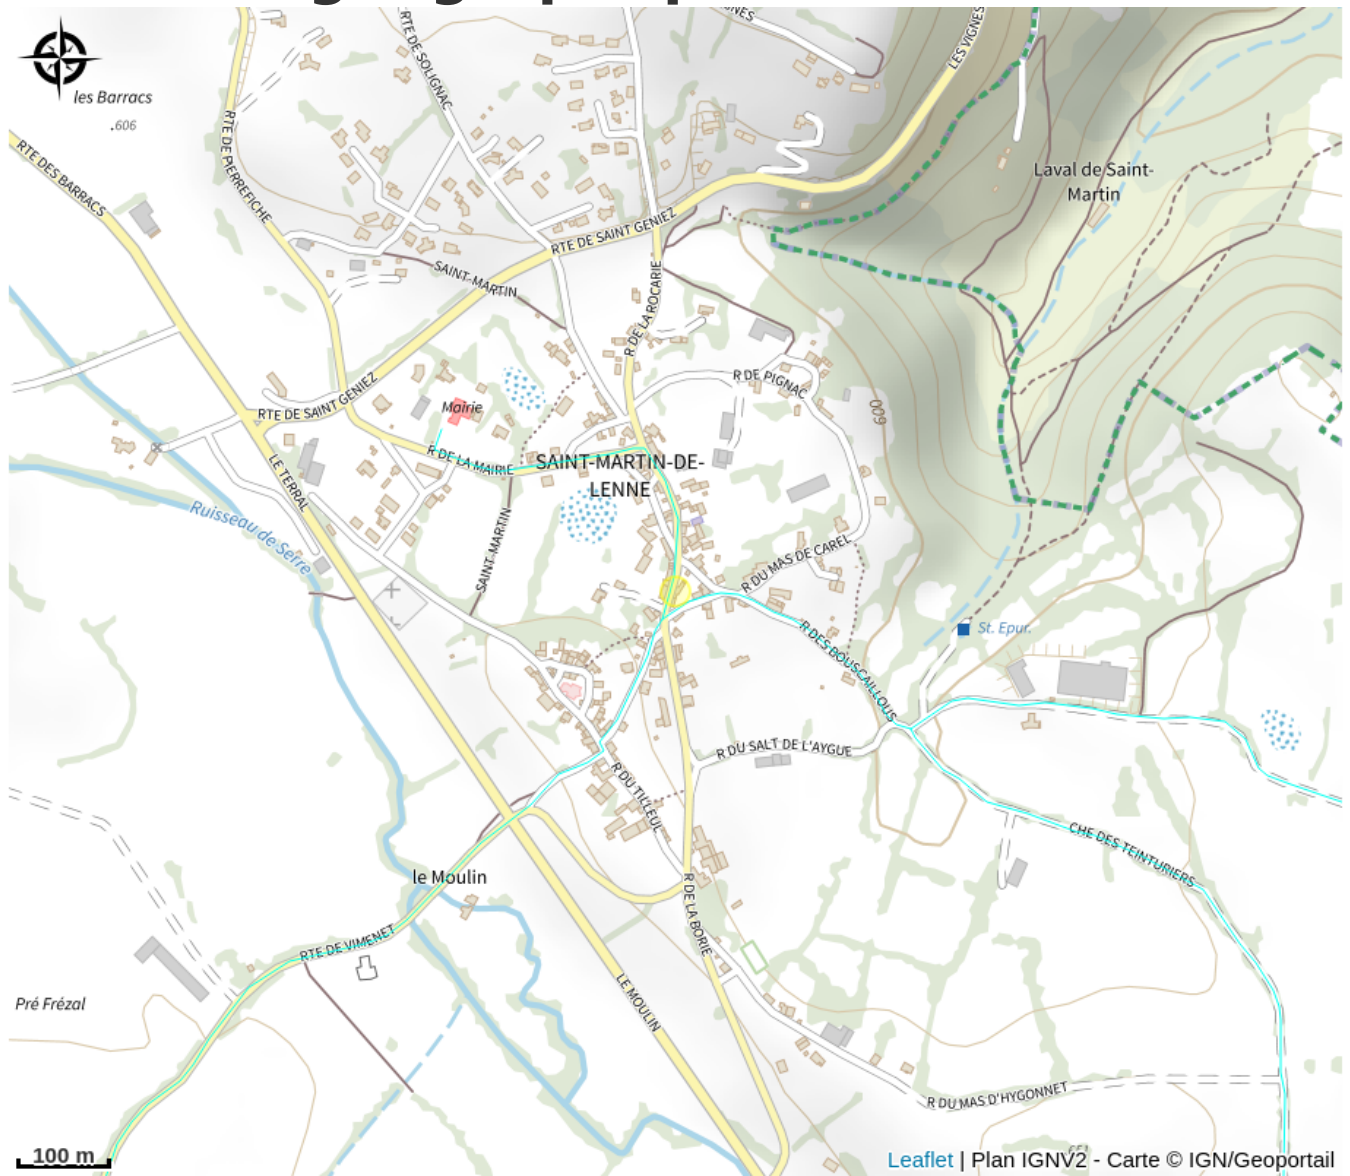 RTE DE SOLIGNAC
LES VIGNES
les Barracs
.606
RTE DE PIERREFICHE
RTE DES BARRACS
Laval de Saint-
Martin
RTE DE SAINT GENIEZ
SAINT-MARTIN
R DE LA ROCARIE
R DE PIGNAC
009
RTE DE SAINT GENIEZ
Mairie
R DE LA MAIRIE
SAINT-MARTIN-DE-
LENNE
LE TERRAL
Ruisseau de Serre
SAINT-MARTIN
R DU MAS DE CAREL
St. Epur.
R DES BOUSCAILLOUS
R DU SALT DE L'AYGUE
R DU TILLEUL
CHE DES TEINTURIERS
le Moulin
R DE LA BORIE
RTE DE VIMENET
Pré Frézal
LE MOULIN
R DU MAS D'HYGONNET
100 m
Leaflet | Plan IGNV2 - Carte © IGN/Geoportail